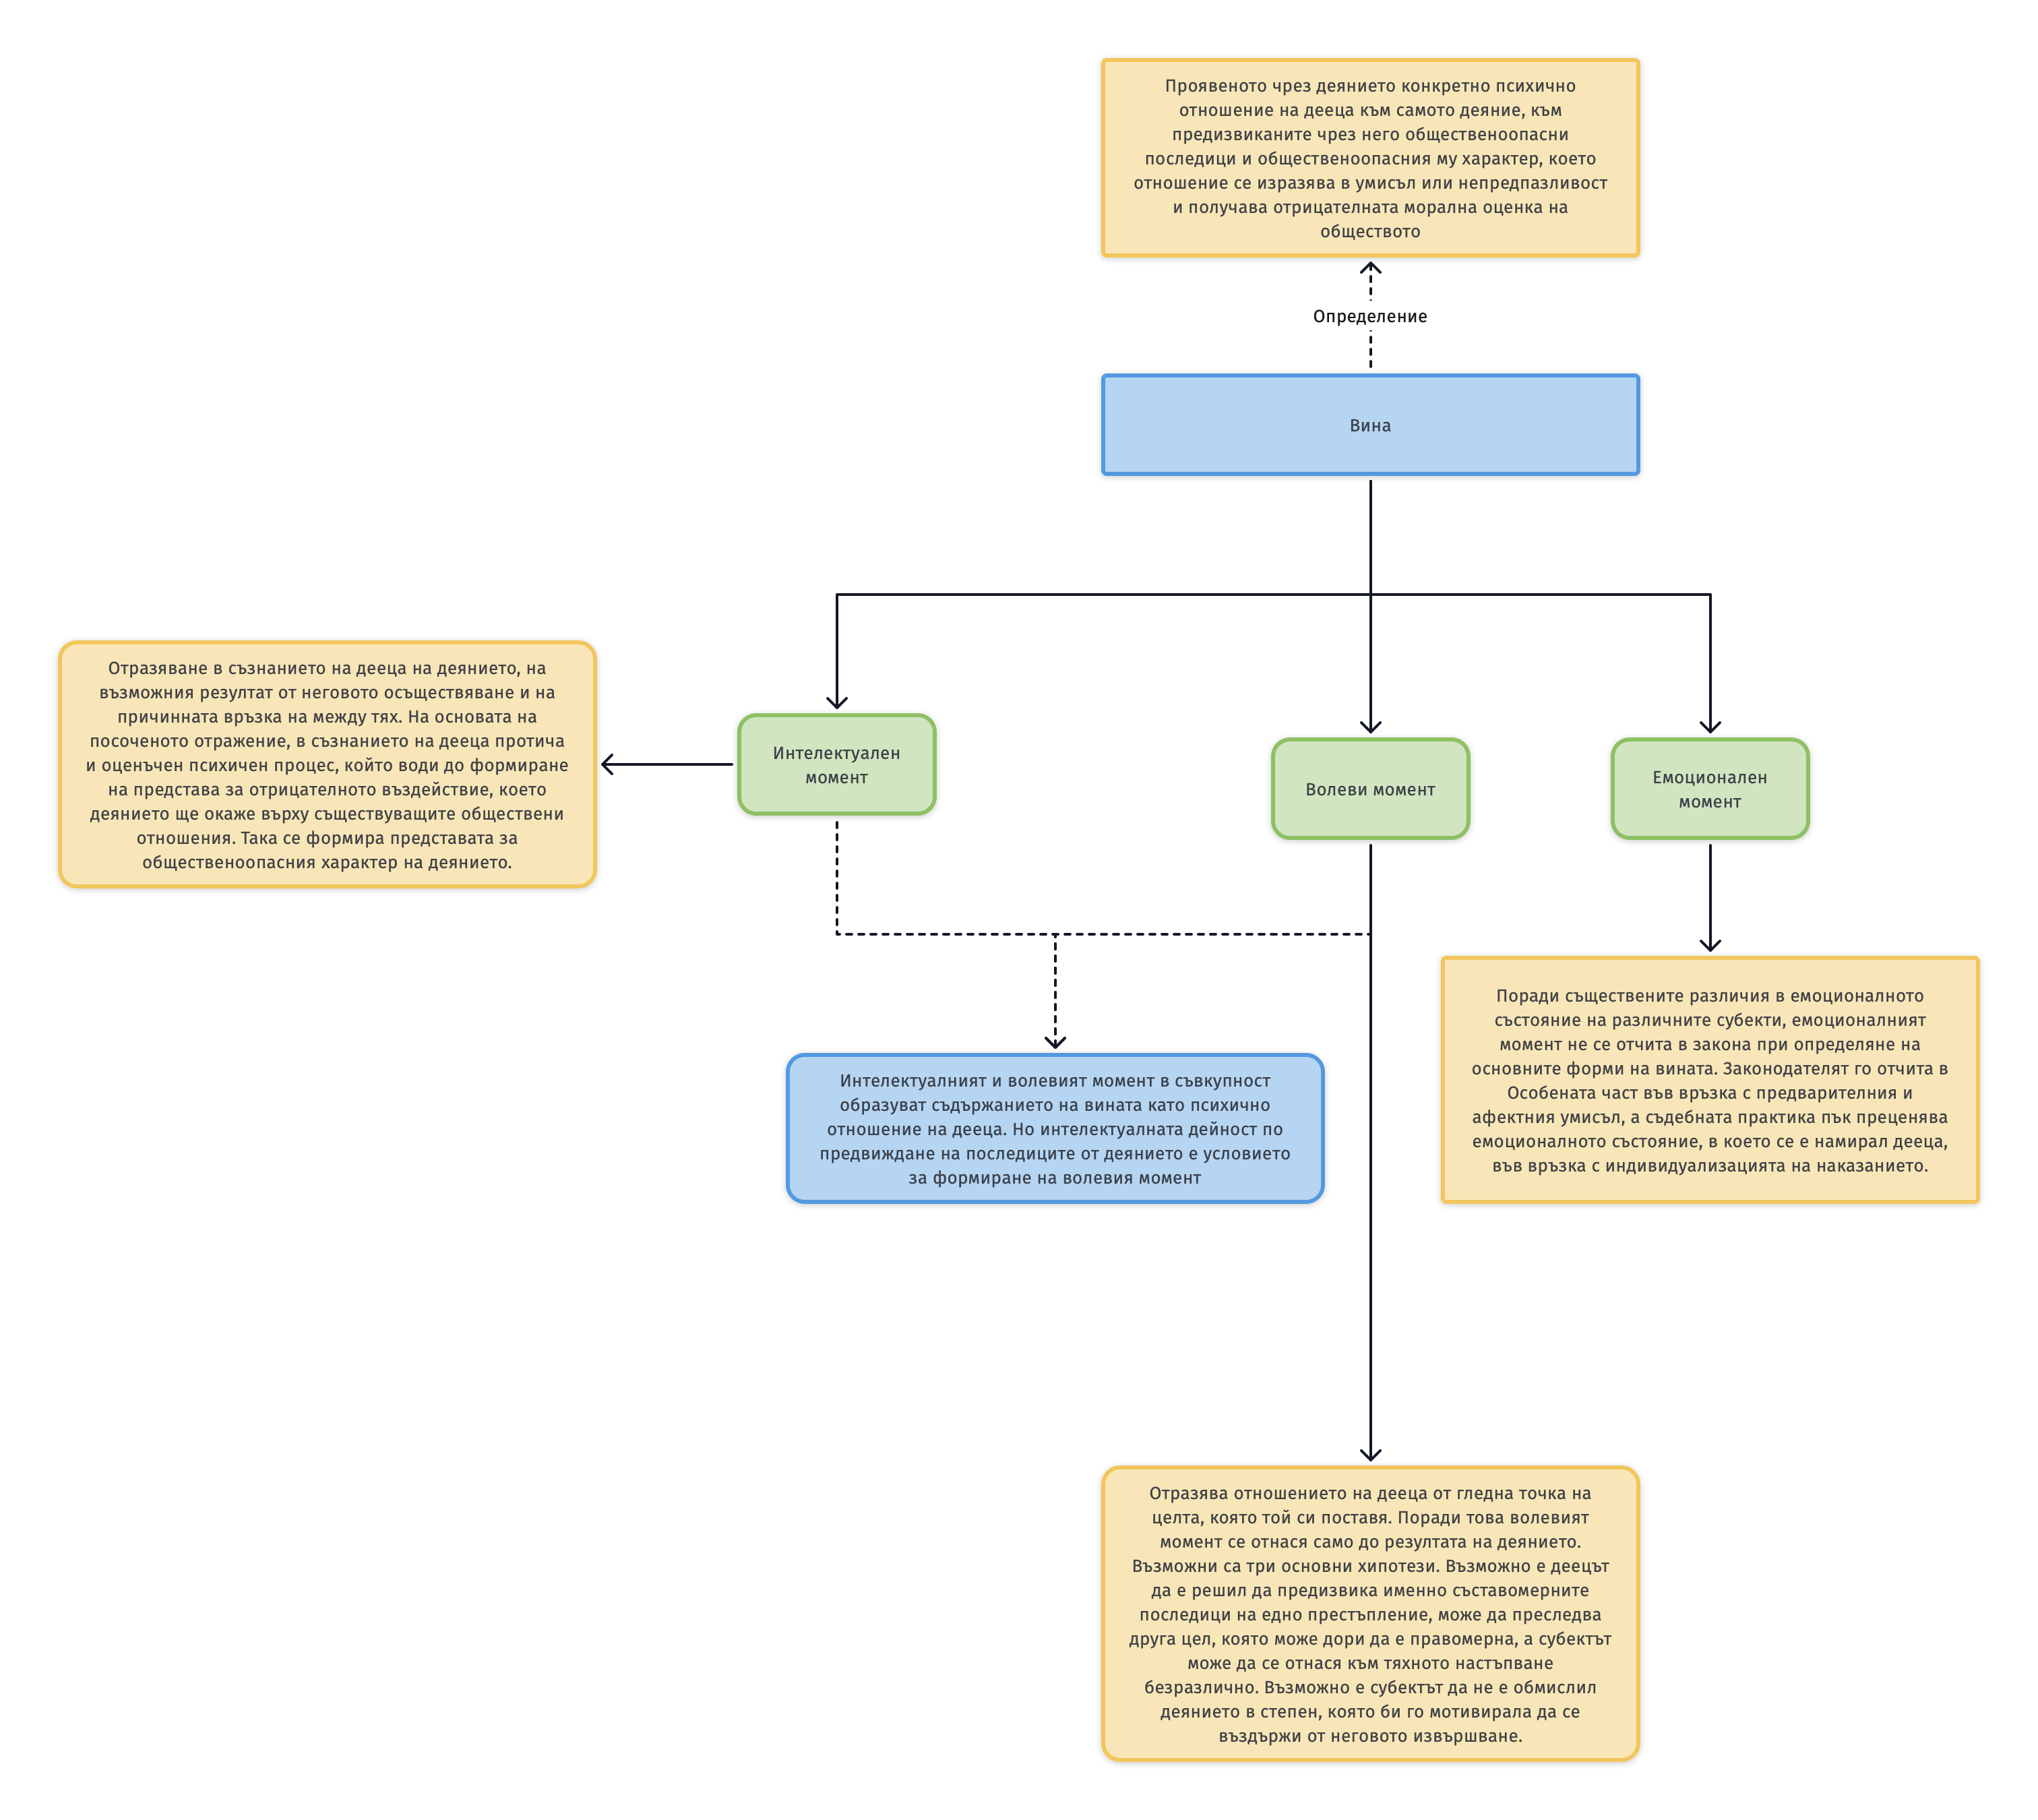 Проявеното чрез деянието конкретно психично
отношение на дееца към самото деяние, към
предизвиканите чрез него общественоопасни
последици и общественоопасния му характер, което
отношение се изразява в умисъл или непредпазливост
и получава отрицателната морална оценка на
обществото
Определение
Вина
Отразяване в съзнанието на дееца на деянието, на
възможния резултат от неговото осъществяване и на
причинната връзка на между тях. На основата на
посоченото отражение, в съзнанието на дееца протича
и оценъчен психичен процес, който води до формиране
на представа за отрицателното въздействие, което
деянието ще окаже върху съществуващите обществени
отношения. Така се формира представата за
общественоопасния характер на деянието.
Интелектуален
момент
Волеви момент
Емоционален
момент
Интелектуалният и волевият момент в съвкупност
образуват съдържанието на вината като психично
отношение на дееца. Но интелектуалната дейност по
предвиждане на последиците от деянието е условието
за формиране на волевия момент
Поради съществените различия в емоционалното
състояние на различните субекти, емоционалният
момент не се отчита в закона при определяне на
основните форми на вината. Законодателят го отчита в
Особената част във връзка с предварителния и
афектния умисъл, а съдебната практика пък преценява
емоционалното състояние, в което се е намирал дееца,
във връзка с индивидуализацията на наказанието.
Отразява отношението на дееца от гледна точка на
целта, която той си поставя. Поради това волевият
момент се отнася само до резултата на деянието.
Възможни са три основни хипотези. Възможно е деецът
да е решил да предизвика именно съставомерните
последици на едно престъпление, може да преследва
друга цел, която може дори да е правомерна, а субектът
може да се отнася към тяхното настъпване
безразлично. Възможно е субектът да не е обмислил
деянието в степен, която би го мотивирала да се
въздържи от неговото извършване.